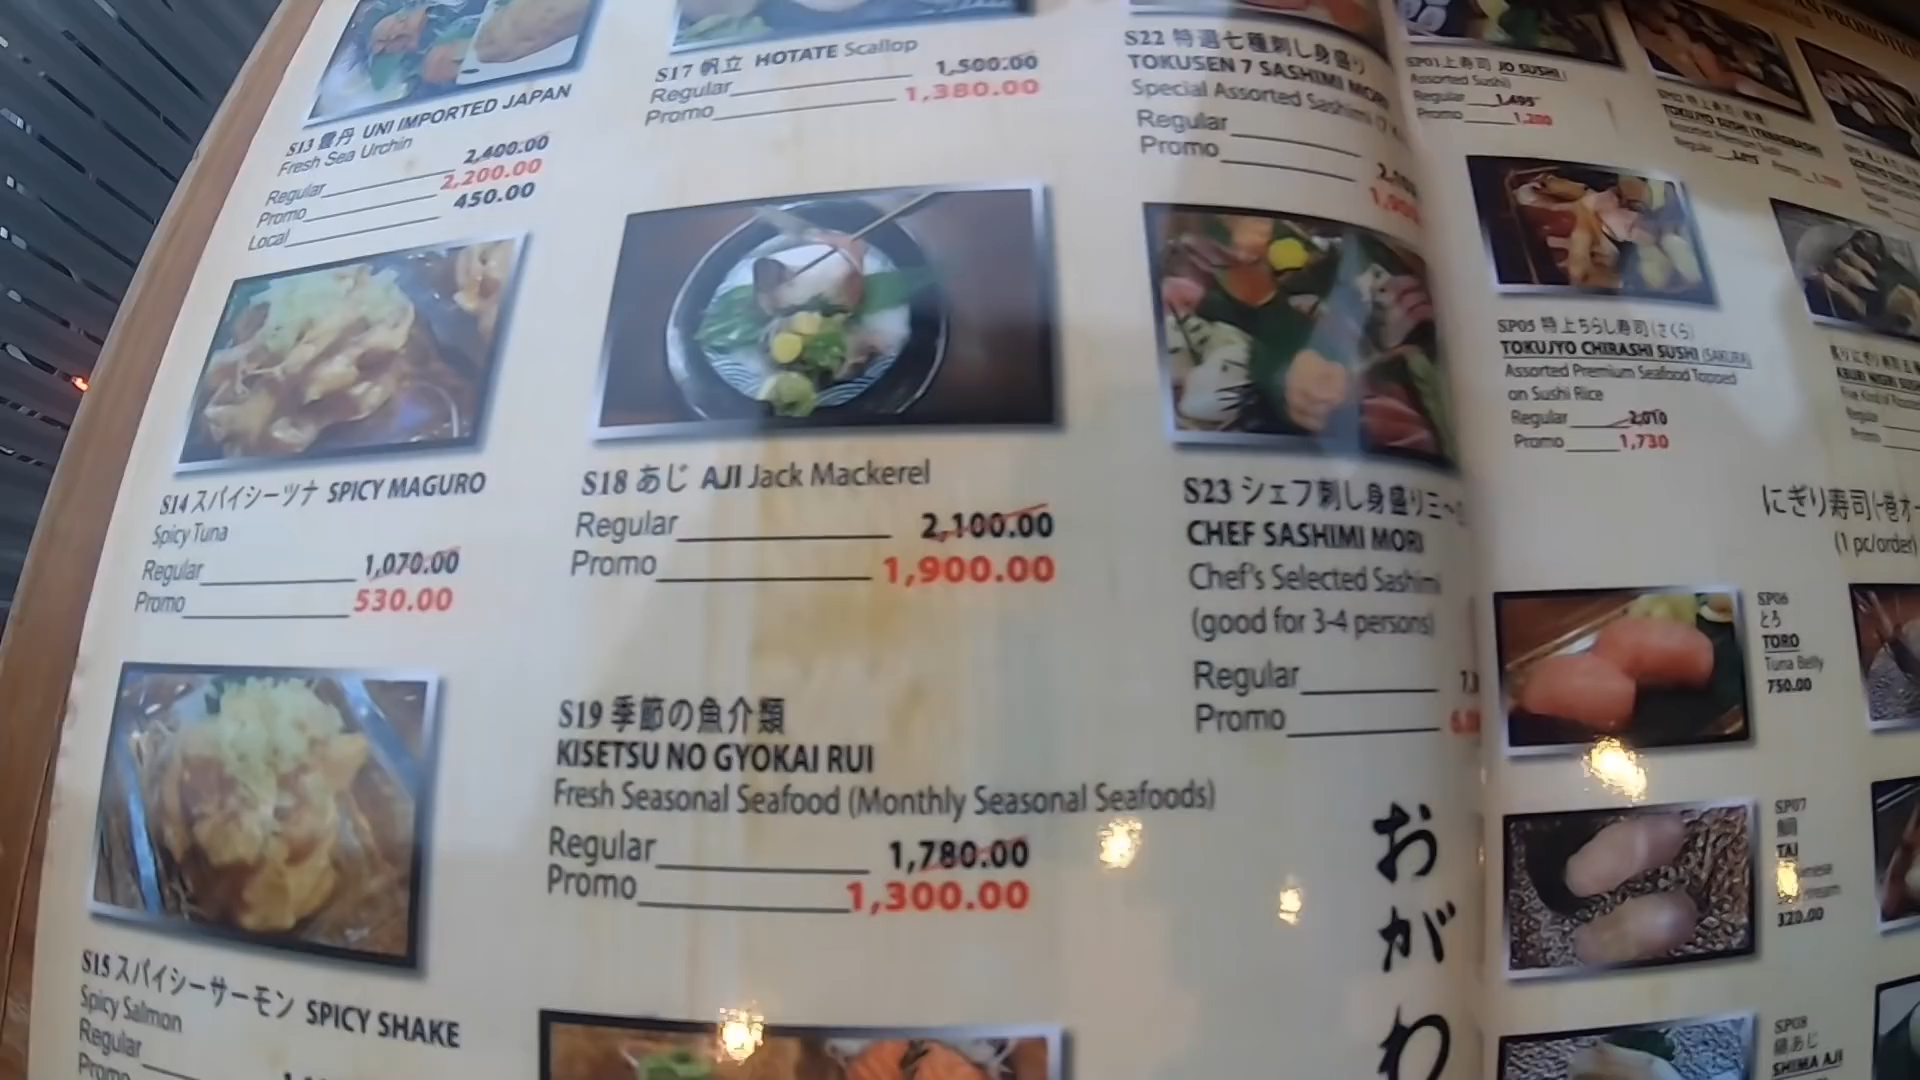 S13 雲丹 UNI IMPORTED JAPAN
Fresh Sea Urchin
Regular 2,400.00
Promo 2,200.00
Local 450.00
S14 スパイシーツナ SPICY MAGURO
Spicy Tuna
Regular 1,070.00
Promo 530.00
S15 スパイシーサーモン SPICY SHAKE
Spicy Salmon
Regular
Promo
S17 帆立 HOTATE Scallop
Regular 1,500.00
Promo 1,380.00
S18 あじ AJI Jack Mackerel
Regular 2,100.00
Promo 1,900.00
S19 季節の魚介類
KISETSU NO GYOKAI RUI
Fresh Seasonal Seafood (Monthly Seasonal Seafoods)
Regular 1,780.00
Promo 1,300.00
S22 特選七種刺し身盛り
TOKUSEN 7 SASHIMI MORI
Special Assorted Sashimi
Regular
Promo
S23 シェフ刺し身盛り
CHEF SASHIMI MORI
Chef's Selected Sashimi
(good for 3-4 persons)
Regular
Promo
おがわ
SP01 上寿司 JO SUSHI
Assorted Sushi)
Regular 1,495
Promo 1,200
SP05 特上ちらし寿司(さくら)
TOKUJYO CHIRASHI SUSHI (SAKURA)
Assorted Premium Seafood Topped
on Sushi Rice
Regular 2,010
Promo 1,730
にぎり寿司
(1 pc/order)
SP06
とろ
TORO
Tuna Belly
750.00
SP07
鯛
TAI
320.00
SP08
縞あじ
SHIMA AJI